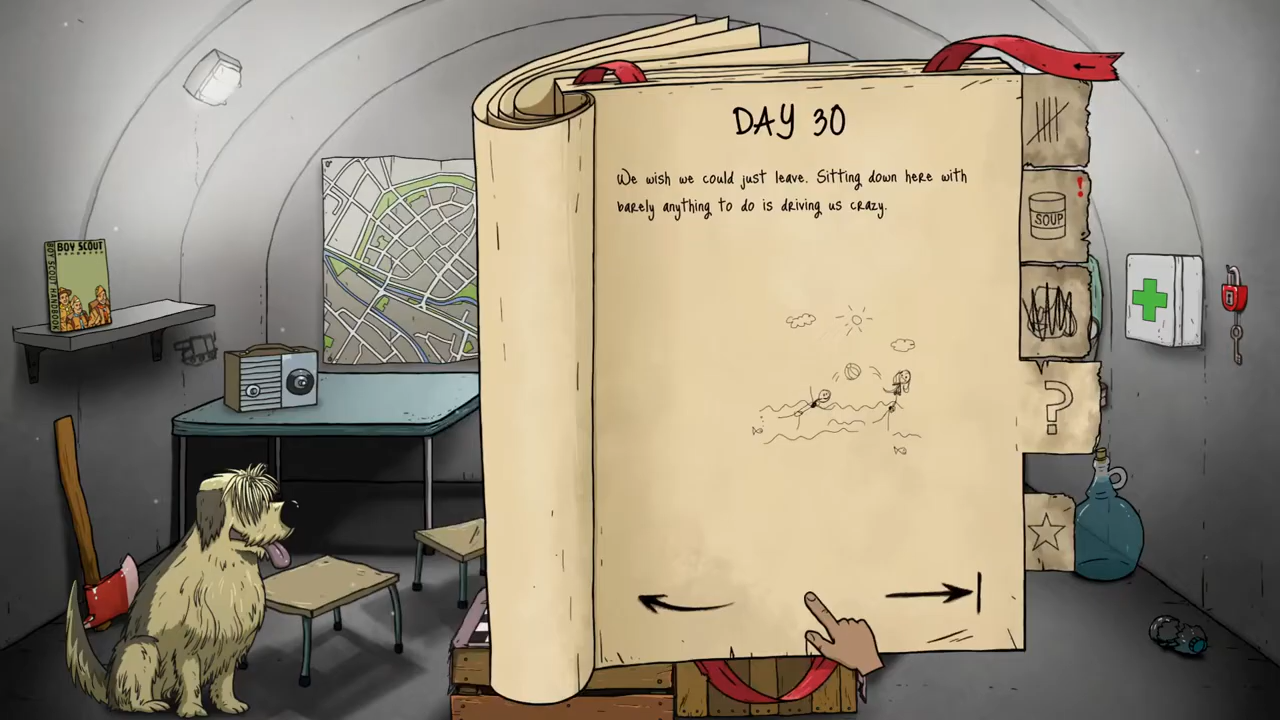 DAY 30
We wish we could just leave. Sitting down here with
barely anything to do is driving us crazy.
BOY SCOUT
BOY SCOUT HANDBOOK
SOUP
?
!